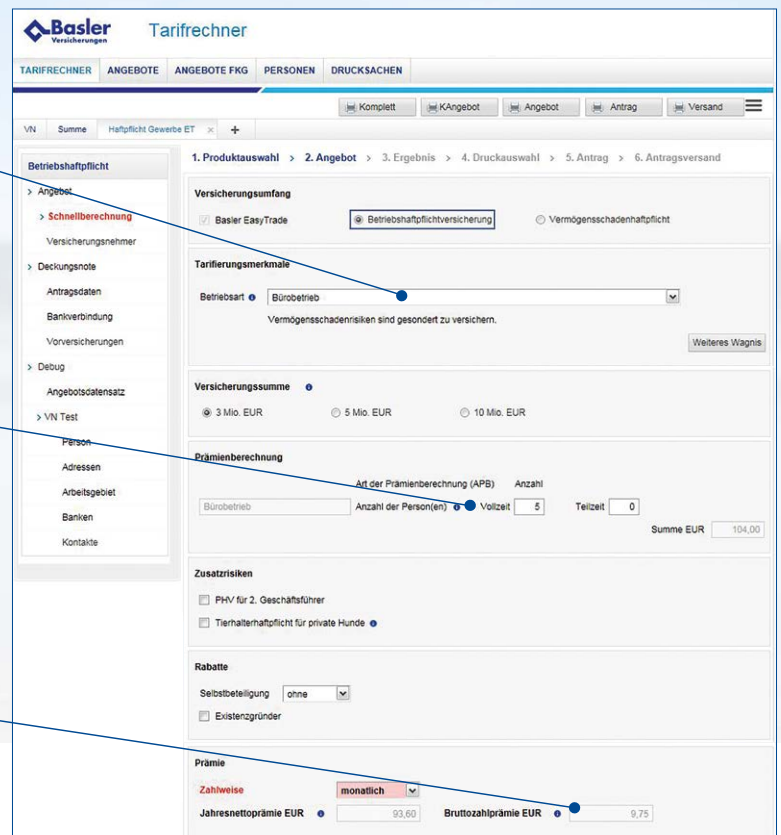 Basler
Versicherungen
Tarifrechner
TARIFRECHNER ANGEBOTE ANGEBOTE FKG PERSONEN DRUCKSACHEN
Komplett KAngebot Angebot Antrag Versand
VN Summe Haftpflicht Gewerbe ET × +
1. Produktauswahl > 2. Angebot > 3. Ergebnis > 4. Druckauswahl > 5. Antrag > 6. Antragsversand
Betriebshaftpflicht
> Angebot
> Schnellberechnung
Versicherungsnehmer
> Deckungsnote
Antragsdaten
Bankverbindung
Vorversicherungen
> Debug
Angebotsdatensatz
> VN Test
Person
Adressen
Arbeitsgebiet
Banken
Kontakte
Versicherungsumfang
Basler EasyTrade Betriebshaftpflichtversicherung Vermögensschadenhaftpflicht
Tarifierungsmerkmale
Betriebsart Bürobetrieb
Vermögensschadenrisiken sind gesondert zu versichern.
Weiteres Wagnis
Versicherungssumme
3 Mio. EUR 5 Mio. EUR 10 Mio. EUR
Prämienberechnung
Art der Prämienberechnung (APB) Anzahl
Bürobetrieb Anzahl der Person(en) Vollzeit 5 Teilzeit 0
Summe EUR 104,00
Zusatzrisiken
PHV für 2. Geschäftsführer
Tierhalterhaftpflicht für private Hunde
Rabatte
Selbstbeteiligung ohne
Existenzgründer
Prämie
Zahlweise monatlich
Jahresnettoprämie EUR 93,60 Bruttozahlprämie EUR 9,75